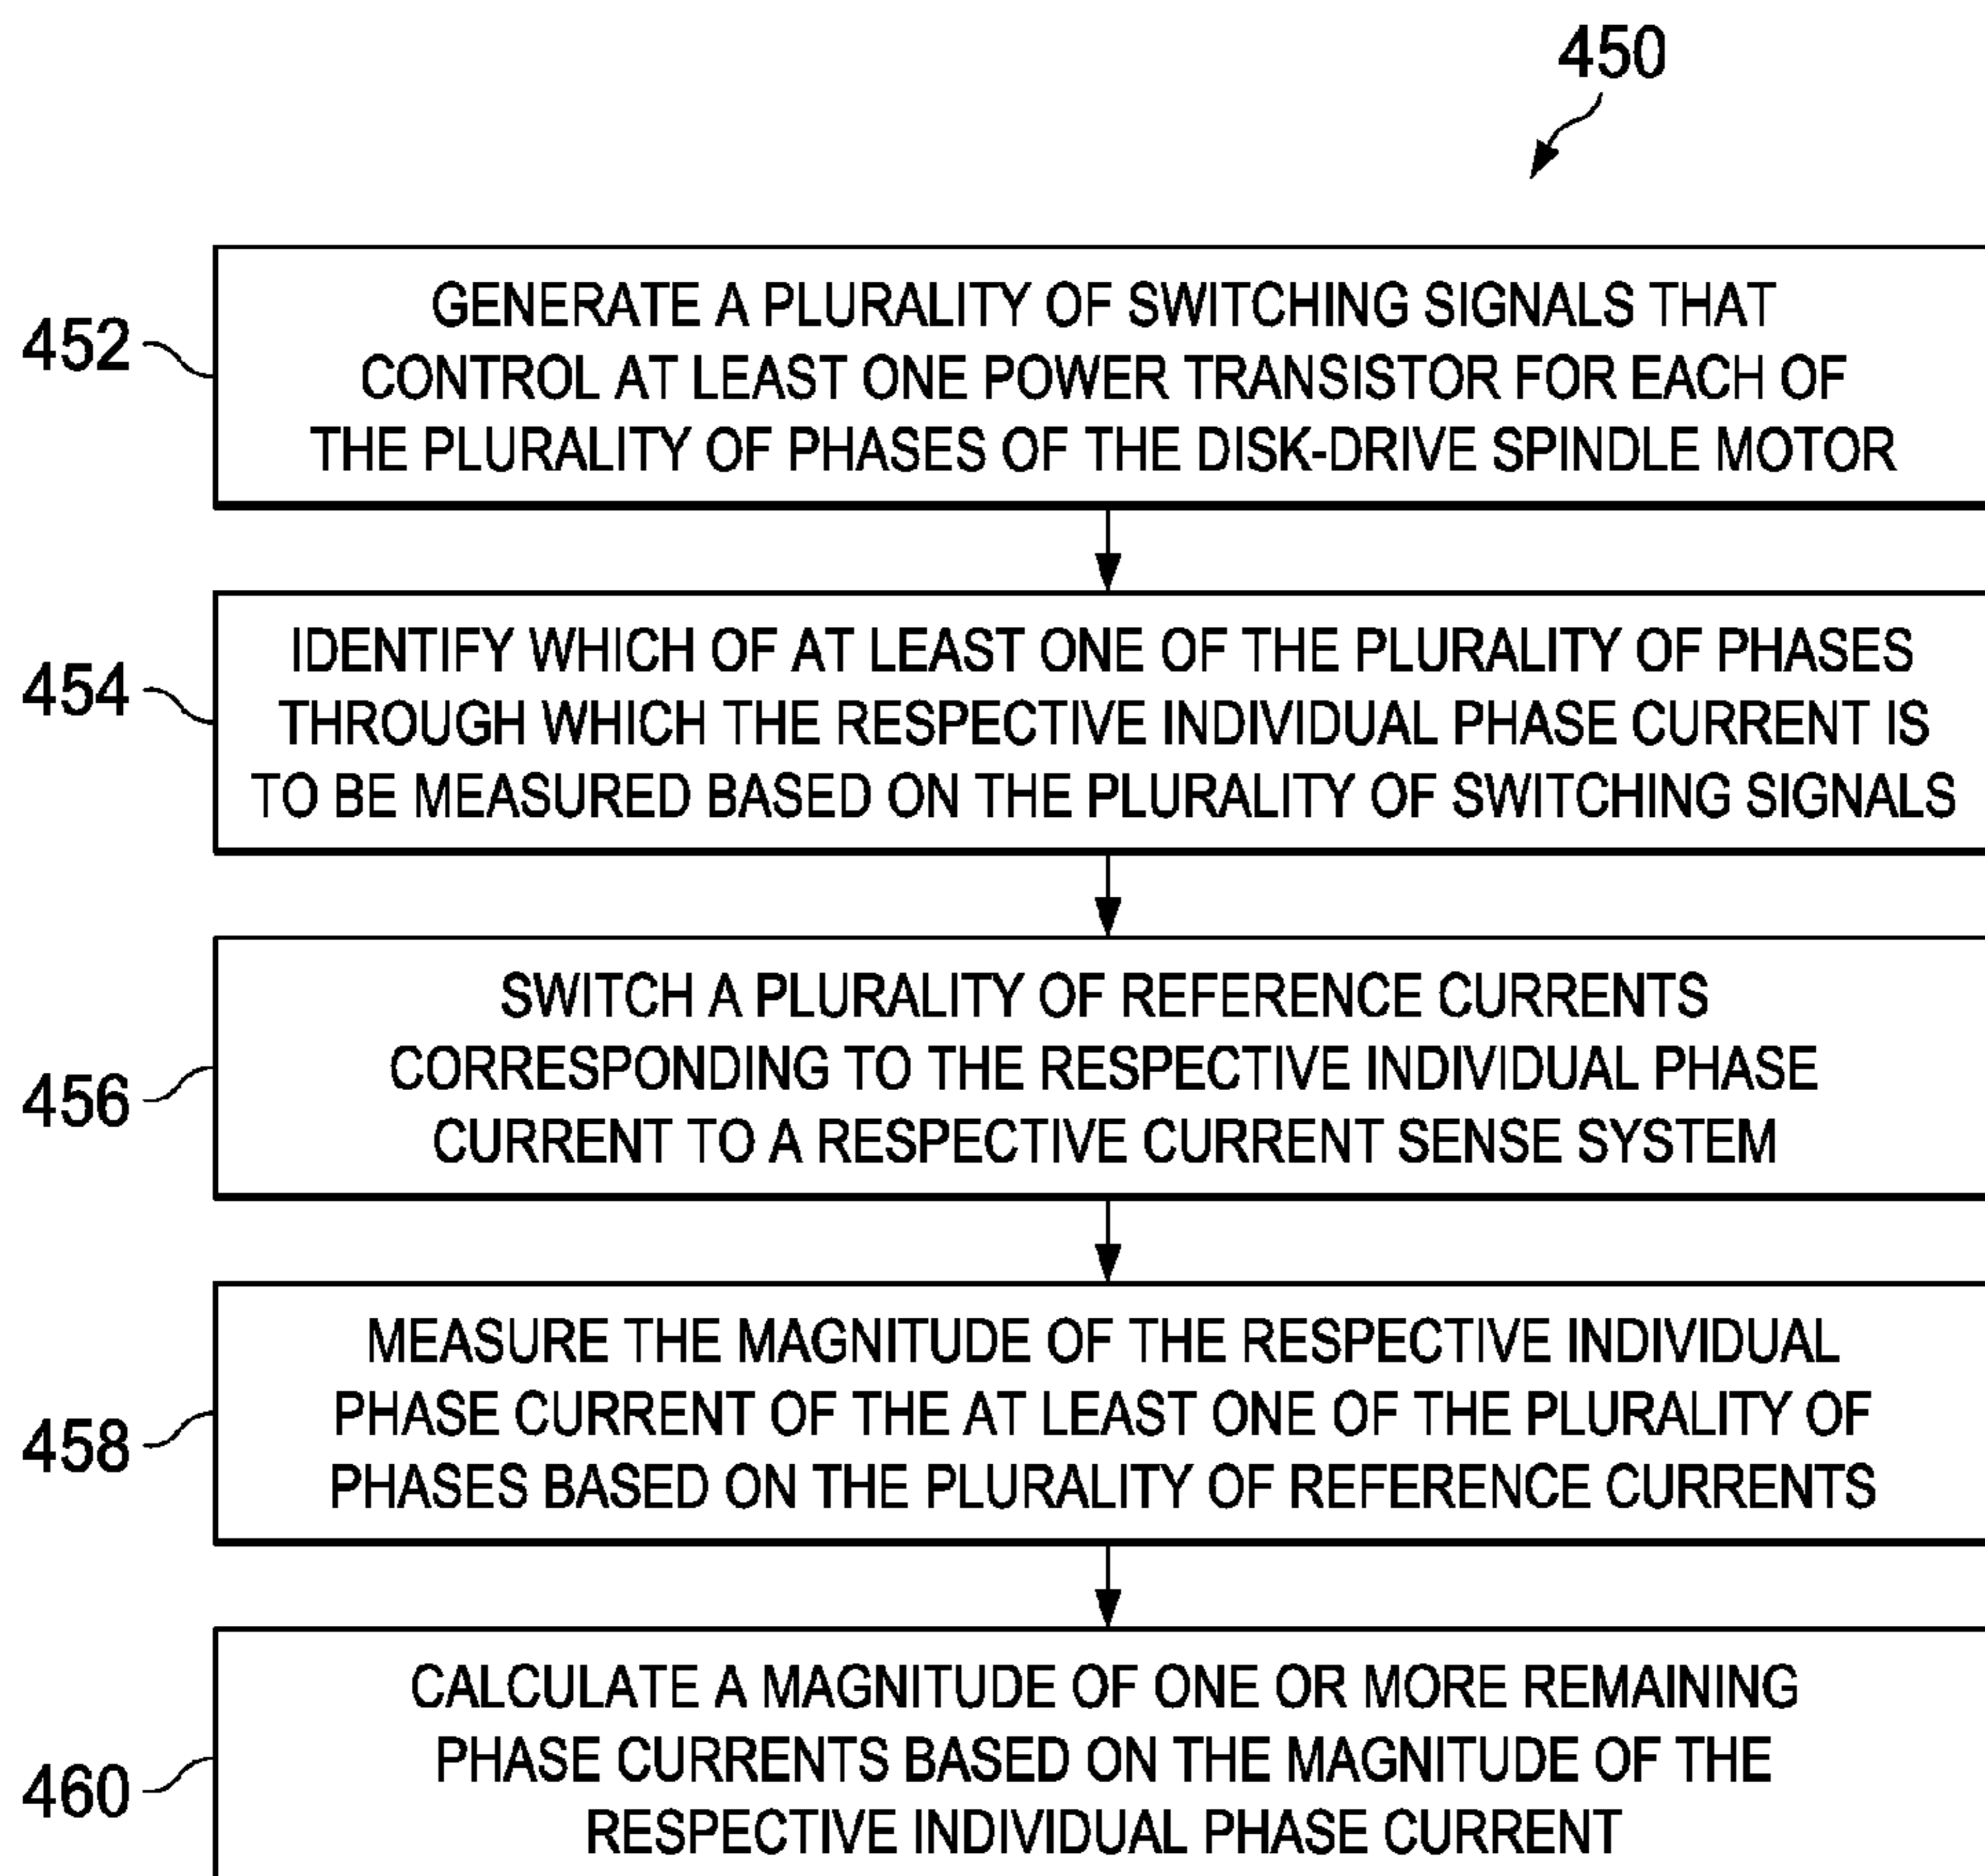 450
452
GENERATE A PLURALITY OF SWITCHING SIGNALS THAT
CONTROL AT LEAST ONE POWER TRANSISTOR FOR EACH OF
THE PLURALITY OF PHASES OF THE DISK-DRIVE SPINDLE MOTOR
454
IDENTIFY WHICH OF AT LEAST ONE OF THE PLURALITY OF PHASES
THROUGH WHICH THE RESPECTIVE INDIVIDUAL PHASE CURRENT IS
TO BE MEASURED BASED ON THE PLURALITY OF SWITCHING SIGNALS
456
SWITCH A PLURALITY OF REFERENCE CURRENTS
CORRESPONDING TO THE RESPECTIVE INDIVIDUAL PHASE
CURRENT TO A RESPECTIVE CURRENT SENSE SYSTEM
458
MEASURE THE MAGNITUDE OF THE RESPECTIVE INDIVIDUAL
PHASE CURRENT OF THE AT LEAST ONE OF THE PLURALITY OF
PHASES BASED ON THE PLURALITY OF REFERENCE CURRENTS
460
CALCULATE A MAGNITUDE OF ONE OR MORE REMAINING
PHASE CURRENTS BASED ON THE MAGNITUDE OF THE
RESPECTIVE INDIVIDUAL PHASE CURRENT